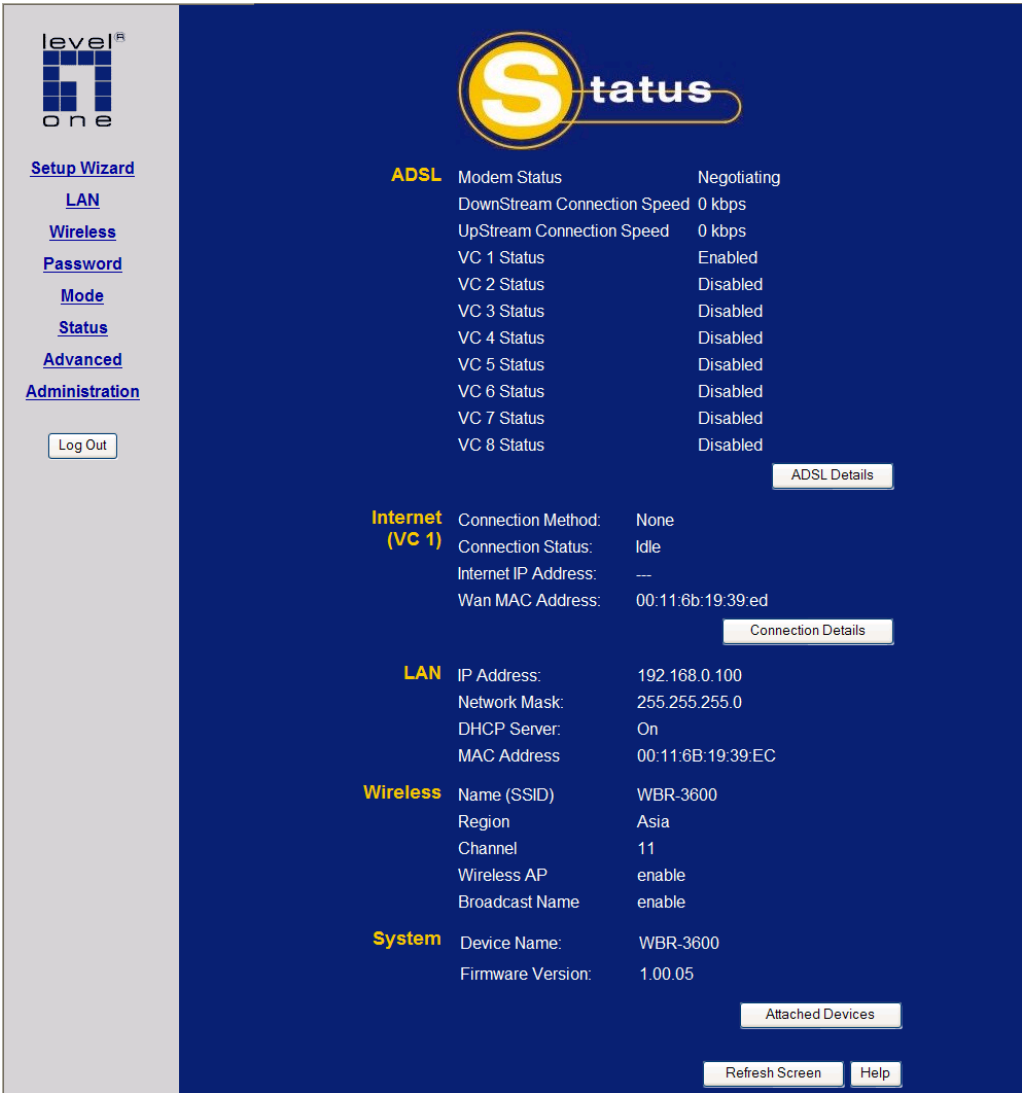 level®
one
Setup Wizard
LAN
Wireless
Password
Mode
Status
Advanced
Administration
Log Out
Status
ADSL Modem Status Negotiating
DownStream Connection Speed 0 kbps
UpStream Connection Speed 0 kbps
VC 1 Status Enabled
VC 2 Status Disabled
VC 3 Status Disabled
VC 4 Status Disabled
VC 5 Status Disabled
VC 6 Status Disabled
VC 7 Status Disabled
VC 8 Status Disabled
ADSL Details
Internet Connection Method: None
(VC 1) Connection Status: Idle
Internet IP Address: ---
Wan MAC Address: 00:11:6b:19:39:ed
Connection Details
LAN IP Address: 192.168.0.100
Network Mask: 255.255.255.0
DHCP Server: On
MAC Address 00:11:6B:19:39:EC
Wireless Name (SSID) WBR-3600
Region Asia
Channel 11
Wireless AP enable
Broadcast Name enable
System Device Name: WBR-3600
Firmware Version: 1.00.05
Attached Devices
Refresh Screen Help